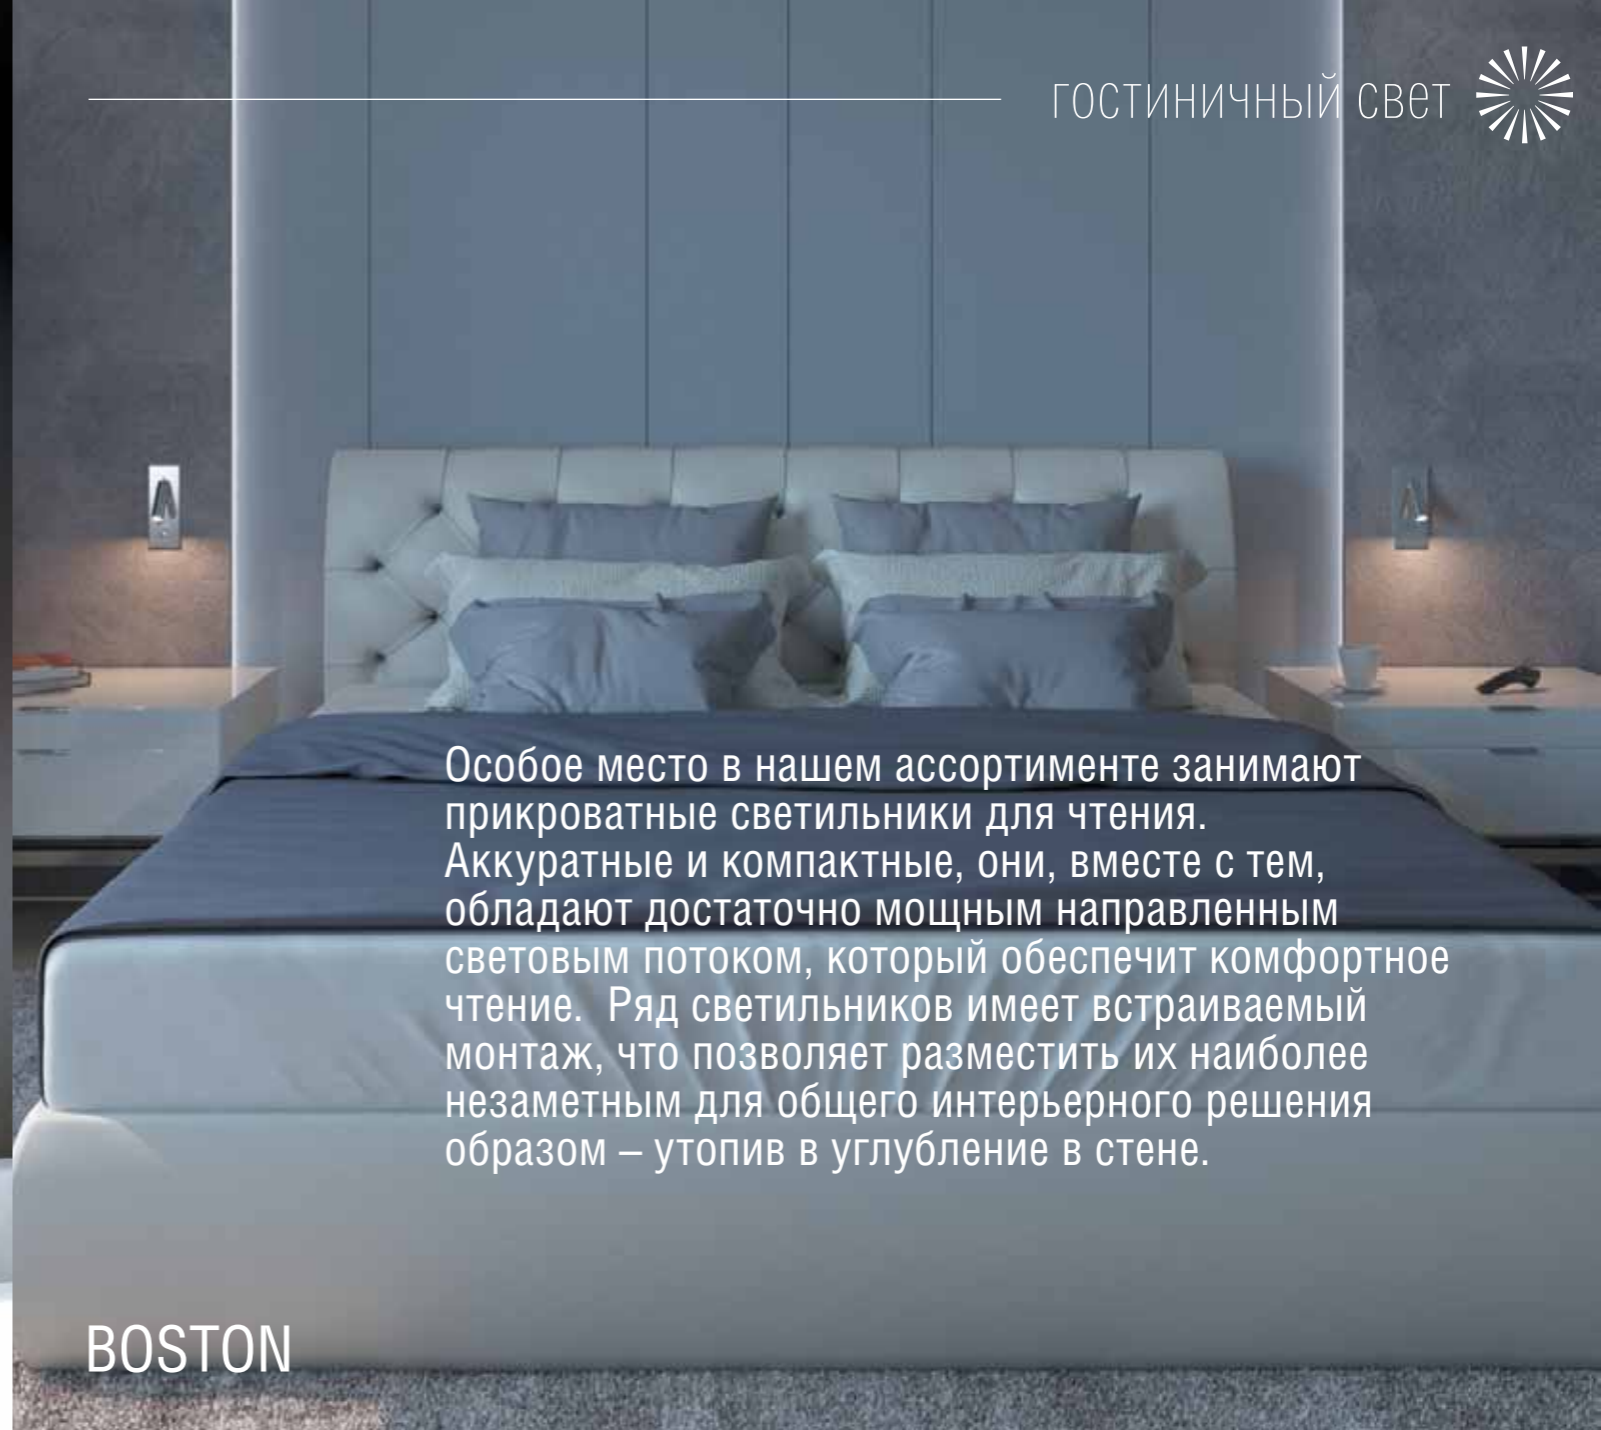 гостиничный свет
Особое место в нашем ассортименте занимают
прикроватные светильники для чтения.
Аккуратные и компактные, они, вместе с тем,
обладают достаточно мощным направленным
световым потоком, который обеспечит комфортное
чтение.  Ряд светильников имеет встраиваемый
монтаж, что позволяет разместить их наиболее
незаметным для общего интерьерного решения
образом – утопив в углубление в стене.
BOSTON